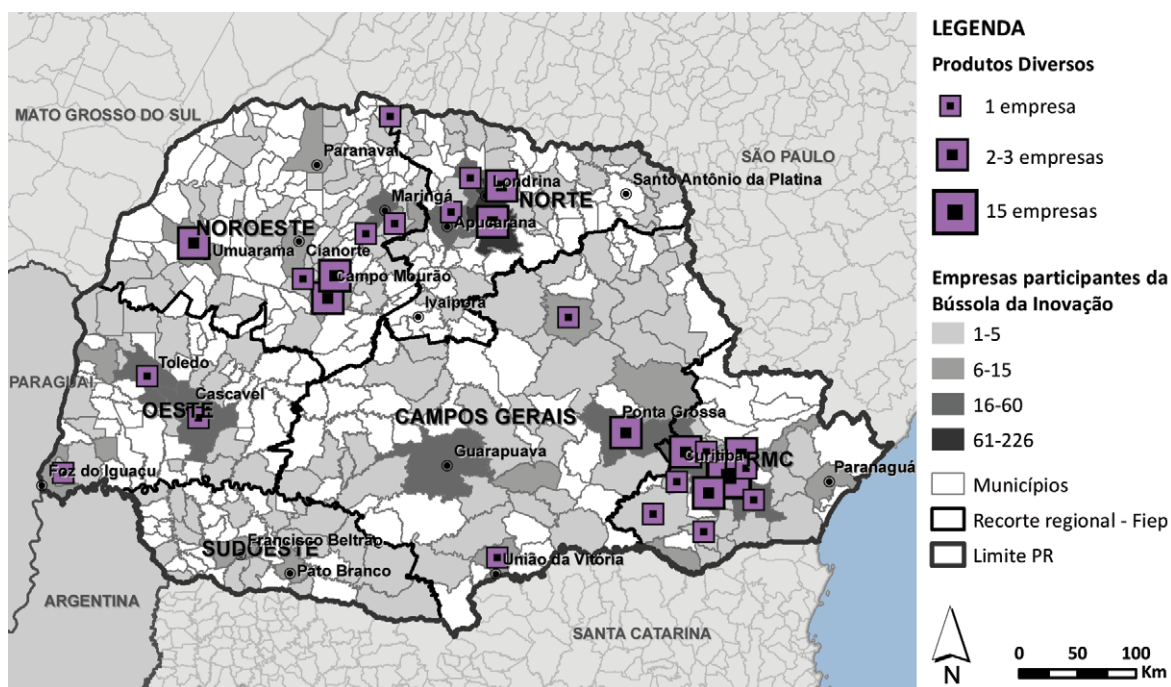 MATO GROSSO DO SUL
SÃO PAULO
Paranavaí
Londrina
Santo Antônio da Platina
Maringá
NORTE
NOROESTE
Apucarana
Umuarama
Cianorte
Campo Mourão
Ivaiporã
PARAGUAI
Toledo
Cascavel
OESTE
CAMPOS GERAIS
Ponta Grossa
Guarapuava
Curitiba
RMC
Paranaguá
Foz do Iguaçu
Francisco Beltrão
SUDOESTE
União da Vitória
Pato Branco
ARGENTINA
SANTA CATARINA
LEGENDA
Produtos Diversos
1 empresa
2-3 empresas
15 empresas
Empresas participantes da
Bússola da Inovação
1-5
6-15
16-60
61-226
Municípios
Recorte regional - Fiep
Limite PR
N
0 50 100
Km